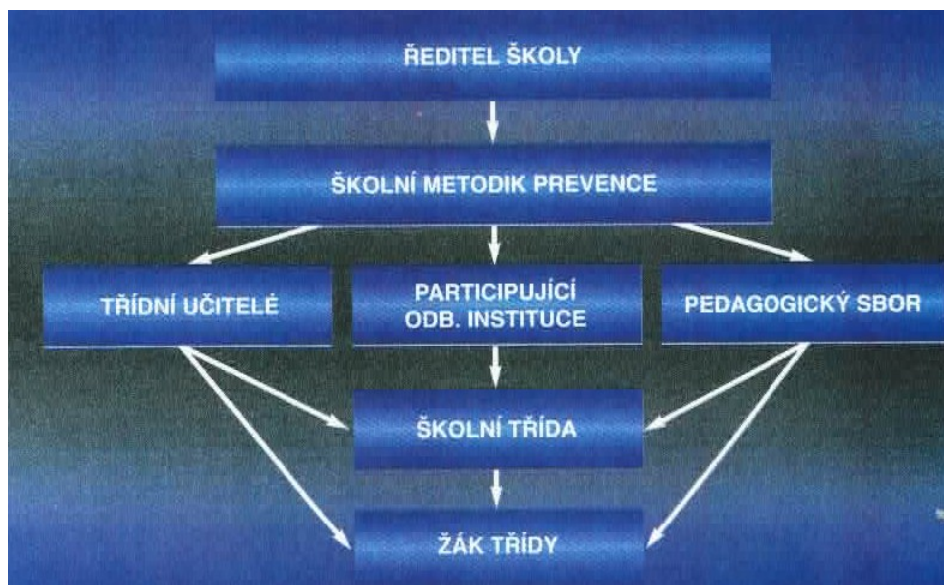 ŘEDITEL ŠKOLY
ŠKOLNÍ METODIK PREVENCE
TŘÍDNÍ UČITELÉ
PARTICIPUJÍCÍ
ODB. INSTITUCE
PEDAGOGICKÝ SBOR
ŠKOLNÍ TŘÍDA
ŽÁK TŘÍDY